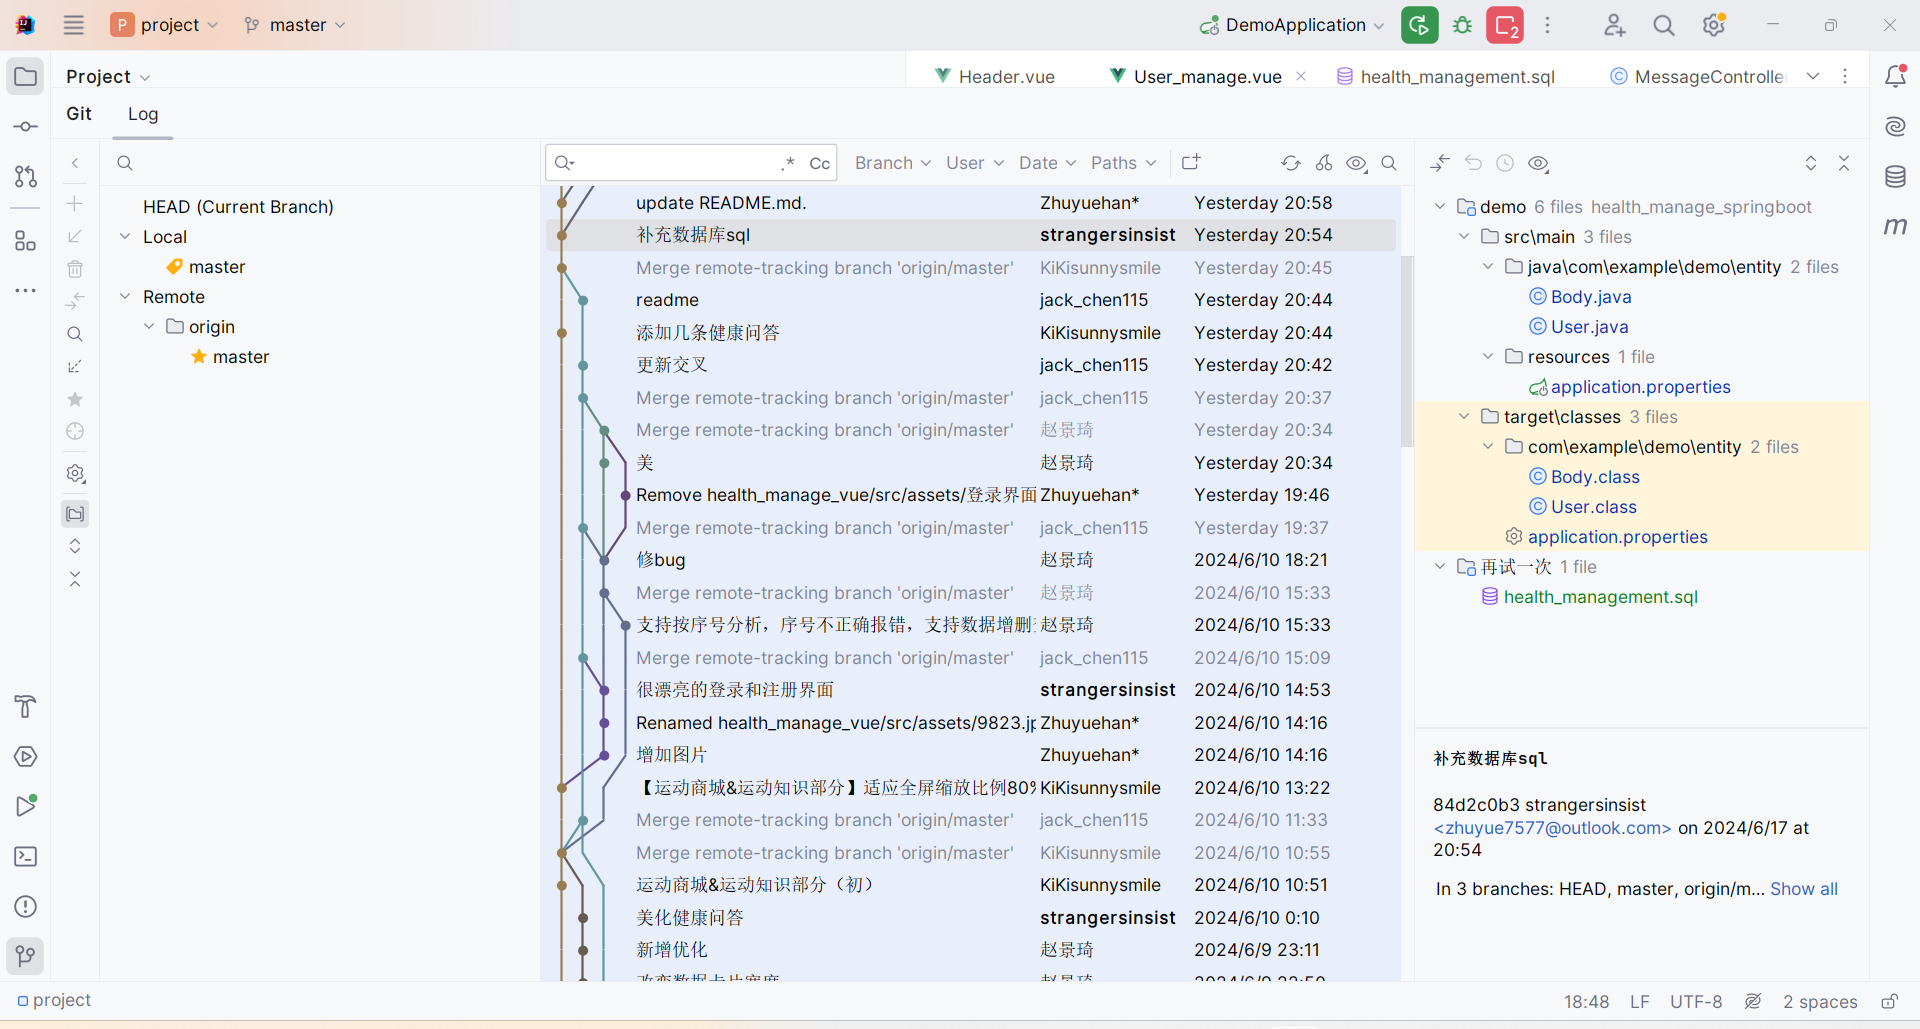 P project master DemoApplication 2
Project Header.vue User_manage.vue health_management.sql MessageControlle
Git Log
.* Cc Branch User Date Paths
HEAD (Current Branch)
Local
master
Remote
origin
master
update README.md. Zhuyuehan* Yesterday 20:58
补充数据库sql strangersinsist Yesterday 20:54
Merge remote-tracking branch 'origin/master' KiKisunnysmile Yesterday 20:45
readme jack_chen115 Yesterday 20:44
添加几条健康问答 KiKisunnysmile Yesterday 20:44
更新交叉 jack_chen115 Yesterday 20:42
Merge remote-tracking branch 'origin/master' jack_chen115 Yesterday 20:37
Merge remote-tracking branch 'origin/master' 赵景琦 Yesterday 20:34
美 赵景琦 Yesterday 20:34
Remove health_manage_vue/src/assets/登录界面 Zhuyuehan* Yesterday 19:46
Merge remote-tracking branch 'origin/master' jack_chen115 Yesterday 19:37
修bug 赵景琦 2024/6/10 18:21
Merge remote-tracking branch 'origin/master' 赵景琦 2024/6/10 15:33
支持按序号分析，序号不正确报错，支持数据增删 赵景琦 2024/6/10 15:33
Merge remote-tracking branch 'origin/master' jack_chen115 2024/6/10 15:09
很漂亮的登录和注册界面 strangersinsist 2024/6/10 14:53
Renamed health_manage_vue/src/assets/9823.jp Zhuyuehan* 2024/6/10 14:16
增加图片 Zhuyuehan* 2024/6/10 14:16
【运动商城&运动知识部分】适应全屏缩放比例80% KiKisunnysmile 2024/6/10 13:22
Merge remote-tracking branch 'origin/master' jack_chen115 2024/6/10 11:33
Merge remote-tracking branch 'origin/master' KiKisunnysmile 2024/6/10 10:55
运动商城&运动知识部分（初） KiKisunnysmile 2024/6/10 10:51
美化健康问答 strangersinsist 2024/6/10 0:10
新增优化 赵景琦 2024/6/9 23:11
demo 6 files health_manage_springboot
src\main 3 files
java\com\example\demo\entity 2 files
Body.java
User.java
resources 1 file
application.properties
target\classes 3 files
com\example\demo\entity 2 files
Body.class
User.class
application.properties
再试一次 1 file
health_management.sql
补充数据库sql
84d2c0b3 strangersinsist
<zhuyue7577@outlook.com> on 2024/6/17 at
20:54
In 3 branches: HEAD, master, origin/m... Show all
project 18:48 LF UTF-8 2 spaces